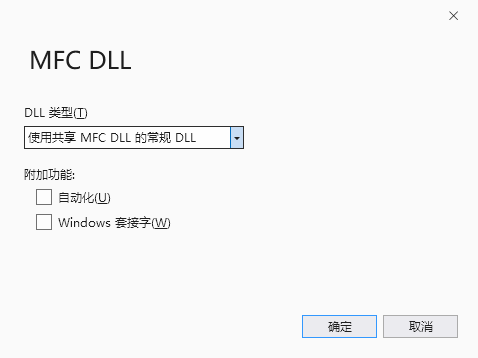 MFC DLL
DLL 类型(T)
使用共享 MFC DLL 的常规 DLL
附加功能:
自动化(U)
Windows 套接字(W)
确定
取消